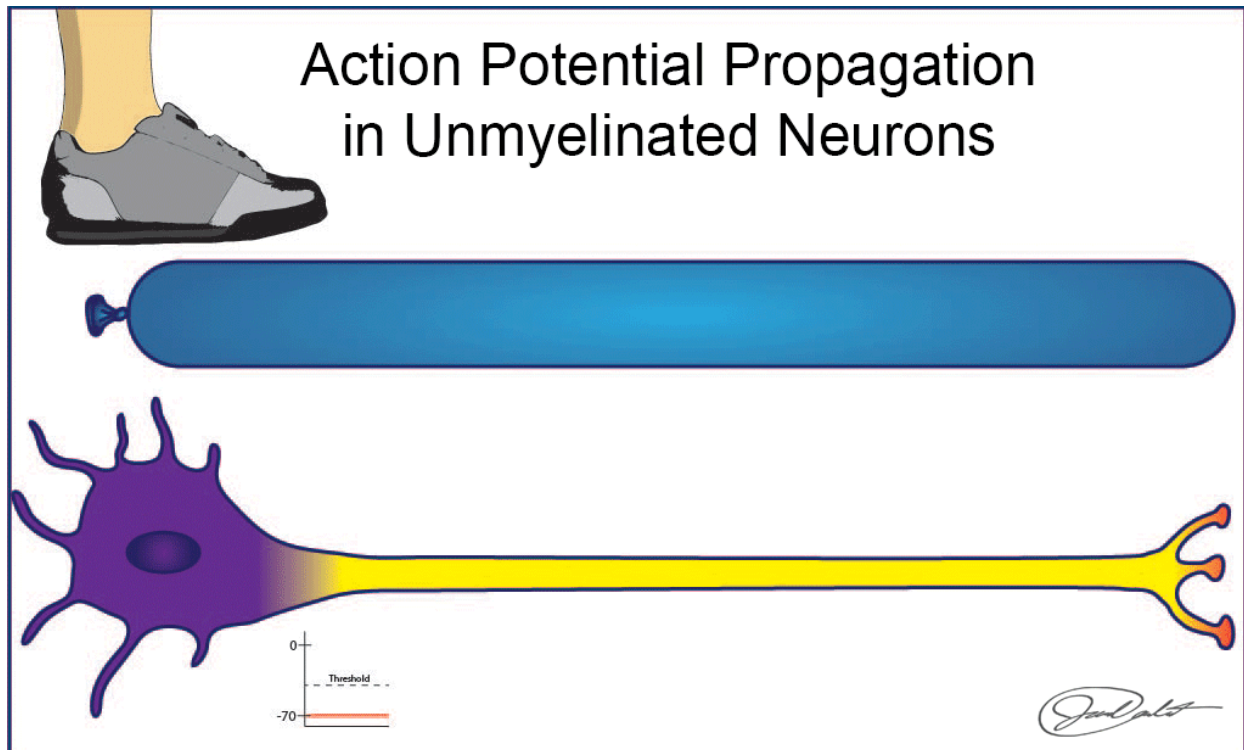 Action Potential Propagation
in Unmyelinated Neurons
0
Threshold
-70